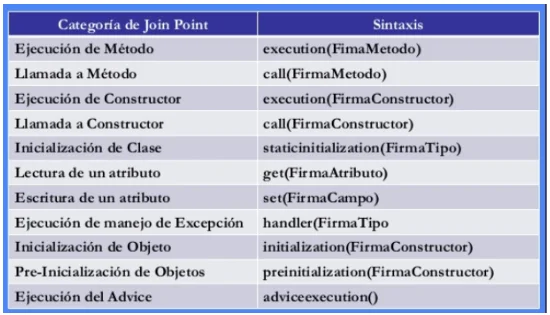 Categoría de Join Point Sintaxis
Ejecución de Método execution(FimaMetodo)
Llamada a Método call(FirmaMetodo)
Ejecución de Constructor execution(FirmaConstructor)
Llamada a Constructor call(FirmaConstructor)
Inicialización de Clase staticinitialization(FirmaTipo)
Lectura de un atributo get(FirmaAtributo)
Escritura de un atributo set(FirmaCampo)
Ejecución de manejo de Excepción handler(FirmaTipo
Inicialización de Objeto initialization(FirmaConstructor)
Pre-Inicialización de Objetos preinitialization(FirmaConstructor)
Ejecución del Advice adviceexecution()